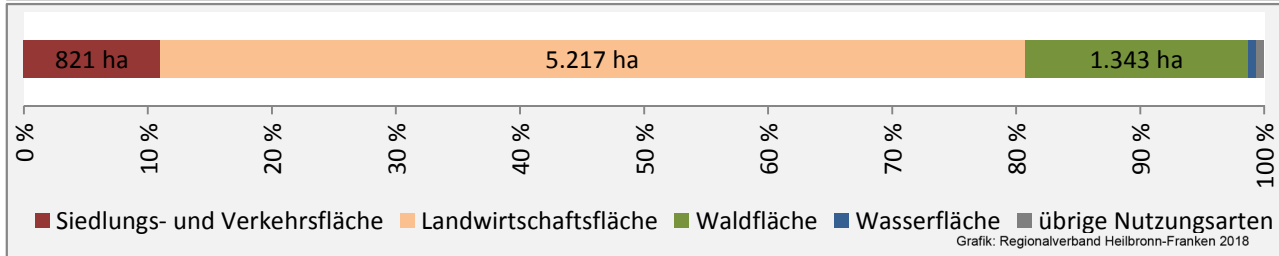 821 ha 5.217 ha 1.343 ha
0 % 10 % 20 % 30 % 40 % 50 % 60 % 70 % 80 % 90 % 100 %
Siedlungs- und Verkehrsfläche Landwirtschaftsfläche Waldfläche Wasserfläche übrige Nutzungsarten
Grafik: Regionalverband Heilbronn-Franken 2018